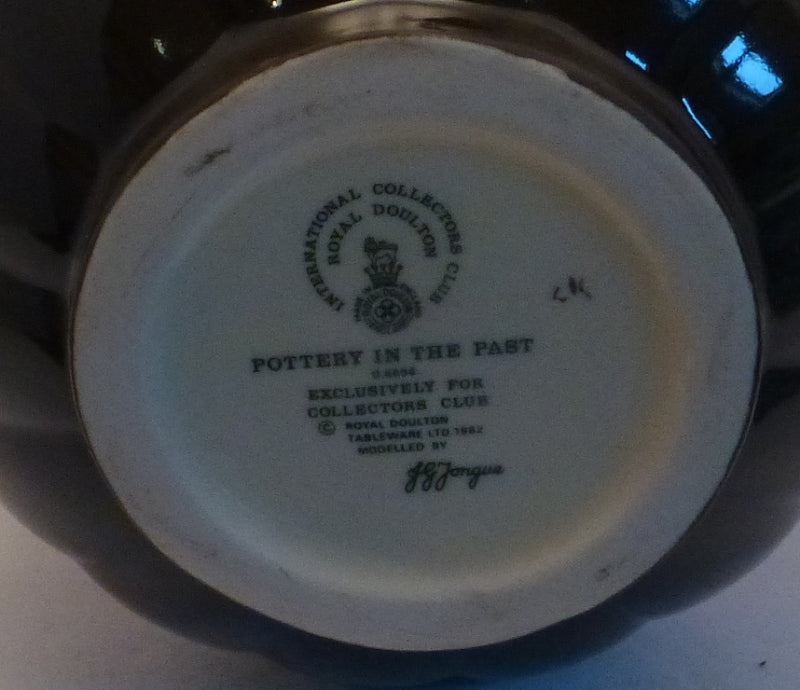 INTERNATIONAL COLLECTORS CLUB
ROYAL DOULTON
POTTERY IN THE PAST
EXCLUSIVELY FOR
COLLECTORS CLUB
© ROYAL DOULTON
TABLEWARE LTD 1982
MODELLED BY
JGTongue